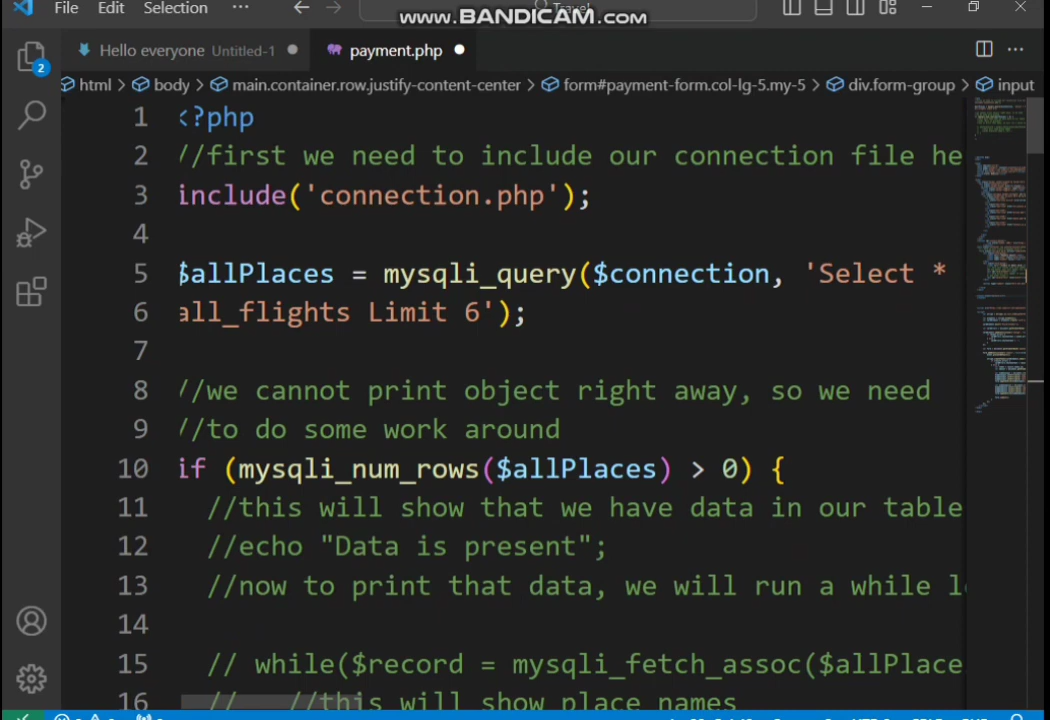 File Edit Selection ···
www.BANDICAM.com
Travel
Hello everyone Untitled-1
payment.php
2
html > body > main.container.row.justify-content-center > form#payment-form.col-lg-5.my-5 > div.form-group > input
1 <?php
2 //first we need to include our connection file he
3 include('connection.php');
4
5 $allPlaces = mysqli_query($connection, 'Select *
6 all_flights Limit 6');
7
8 //we cannot print object right away, so we need
9 //to do some work around
10 if (mysqli_num_rows($allPlaces) > 0) {
11 //this will show that we have data in our table
12 //echo "Data is present";
13 //now to print that data, we will run a while l
14
15 // while($record = mysqli_fetch_assoc($allPlace
16 // //this will show place names